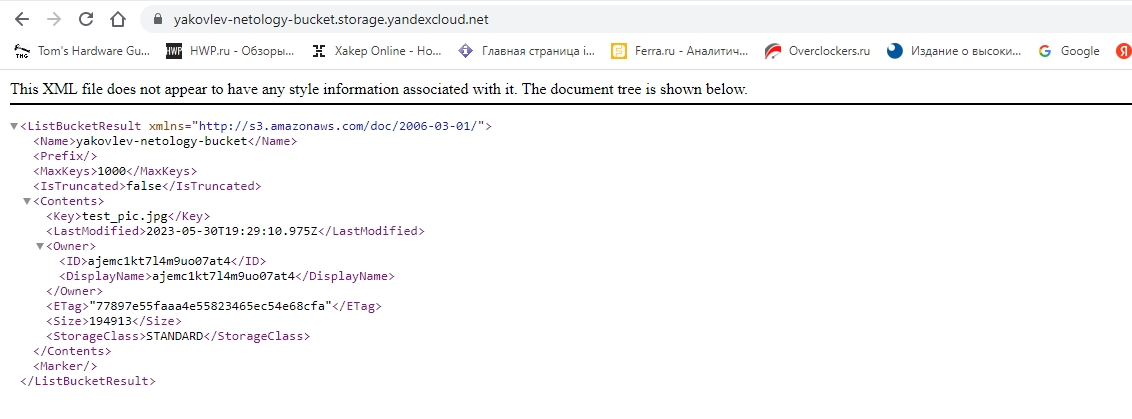 yakovlev-netology-bucket.storage.yandexcloud.net
THG Tom's Hardware Gu... HWP HWP.ru - Обзоры... Хакер Online - Но... Главная страница i... Ferra.ru - Аналитич... Overclockers.ru Издание о высоки... G Google Я
This XML file does not appear to have any style information associated with it. The document tree is shown below.
<ListBucketResult xmlns="http://s3.amazonaws.com/doc/2006-03-01/">
<Name>yakovlev-netology-bucket</Name>
<Prefix/>
<MaxKeys>1000</MaxKeys>
<IsTruncated>false</IsTruncated>
<Contents>
<Key>test_pic.jpg</Key>
<LastModified>2023-05-30T19:29:10.975Z</LastModified>
<Owner>
<ID>ajemc1kt7l4m9uo07at4</ID>
<DisplayName>ajemc1kt7l4m9uo07at4</DisplayName>
</Owner>
<ETag>"77897e55faaa4e55823465ec54e68cfa"</ETag>
<Size>194913</Size>
<StorageClass>STANDARD</StorageClass>
</Contents>
<Marker/>
</ListBucketResult>